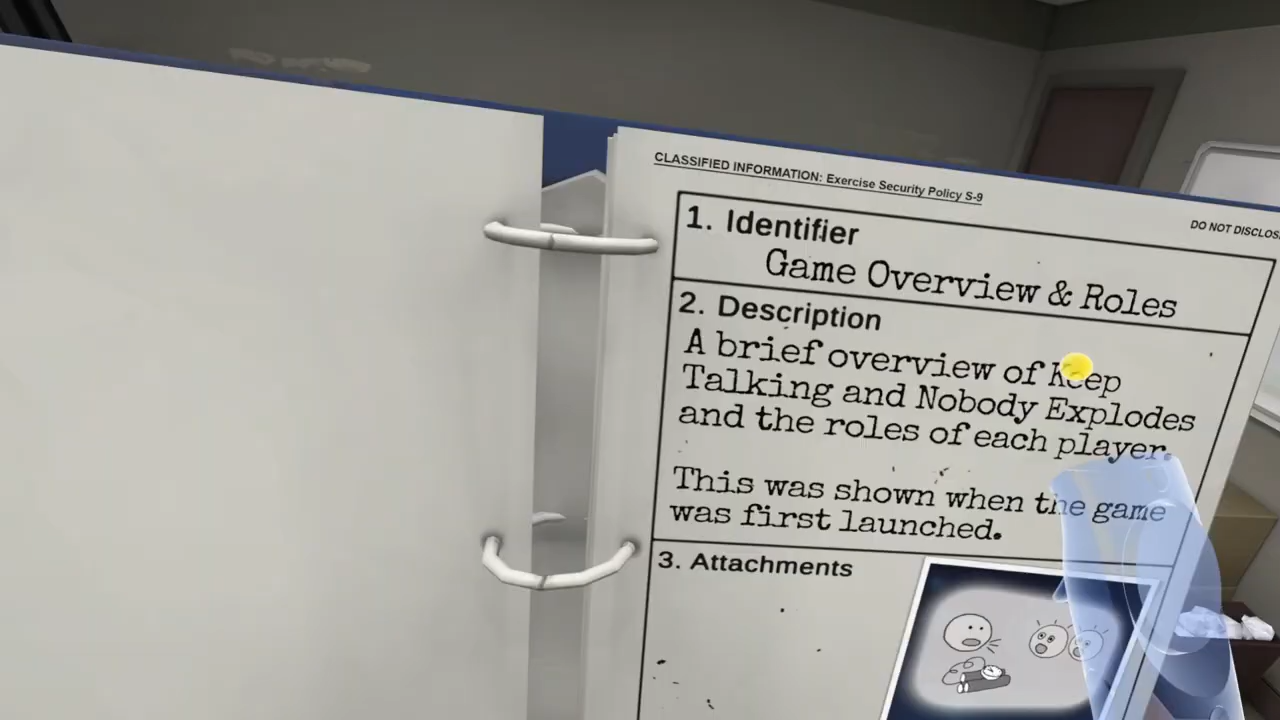 CLASSIFIED INFORMATION: Exercise Security Policy S-9
1. Identifier
Game Overview & Roles
2. Description
A brief overview of Keep
Talking and Nobody Explodes
and the roles of each player.
This was shown when the game
was first launched.
3. Attachments
DO NOT